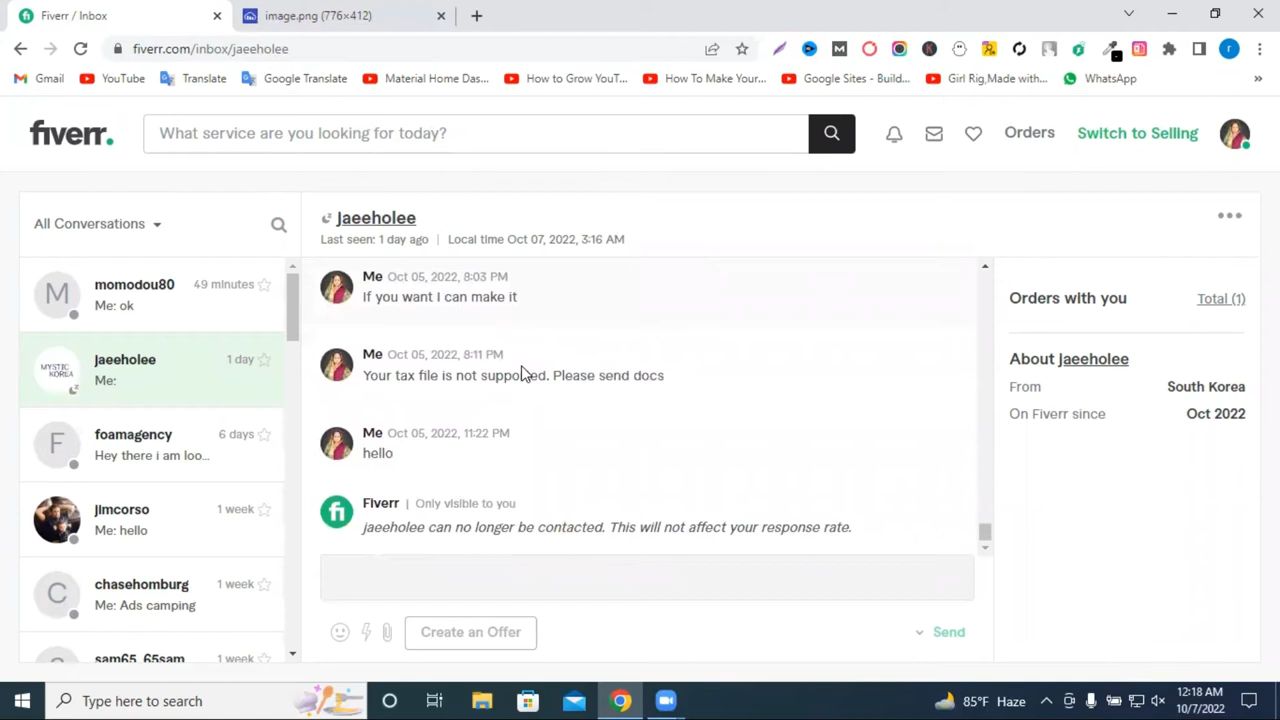 Fiverr / Inbox
image.png (776×412)
fiverr.com/inbox/jaeeholee
Gmail
YouTube
Translate
Google Translate
Material Home Das...
How to Grow YouT...
How To Make Your...
Google Sites - Build...
Girl Rig,Made with...
WhatsApp
»
fiverr.
What service are you looking for today?
Orders
Switch to Selling
All Conversations
momodou80
49 minutes
Me: ok
MYSTIC
KOREA
jaeeholee
1 day
Me:
F
foamagency
6 days
Hey there i am loo...
jimcorso
1 week
Me: hello
C
chasehomburg
1 week
Me: Ads camping
sam65_65sam
1 week
M
Jaeeholee
Last seen: 1 day ago | Local time Oct 07, 2022, 3:16 AM
Me Oct 05, 2022, 8:03 PM
If you want I can make it
Me Oct 05, 2022, 8:11 PM
Your tax file is not suppoted. Please send docs
Me Oct 05, 2022, 11:22 PM
hello
fi
Fiverr | Only visible to you
jaeeholee can no longer be contacted. This will not affect your response rate.
Create an Offer
Send
Orders with you
Total (1)
About Jaeeholee
From
South Korea
On Fiverr since
Oct 2022
Type here to search
85°F Haze
12:18 AM
10/7/2022